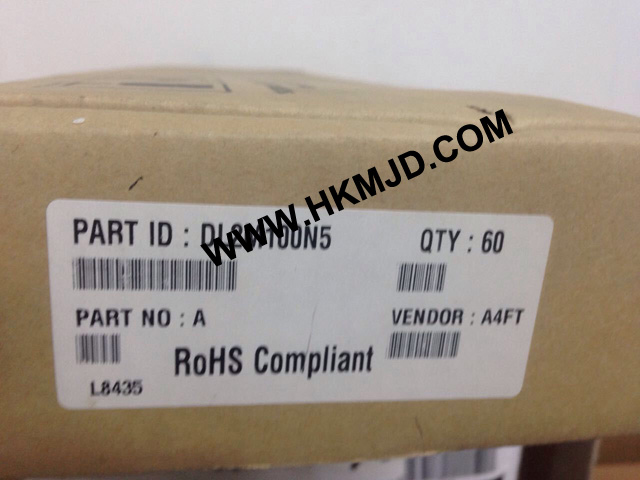 WWW.HKMJD.COM
PART ID : 
QTY : 60
PART NO : A
VENDOR : A4FT
RoHS Compliant
L8435